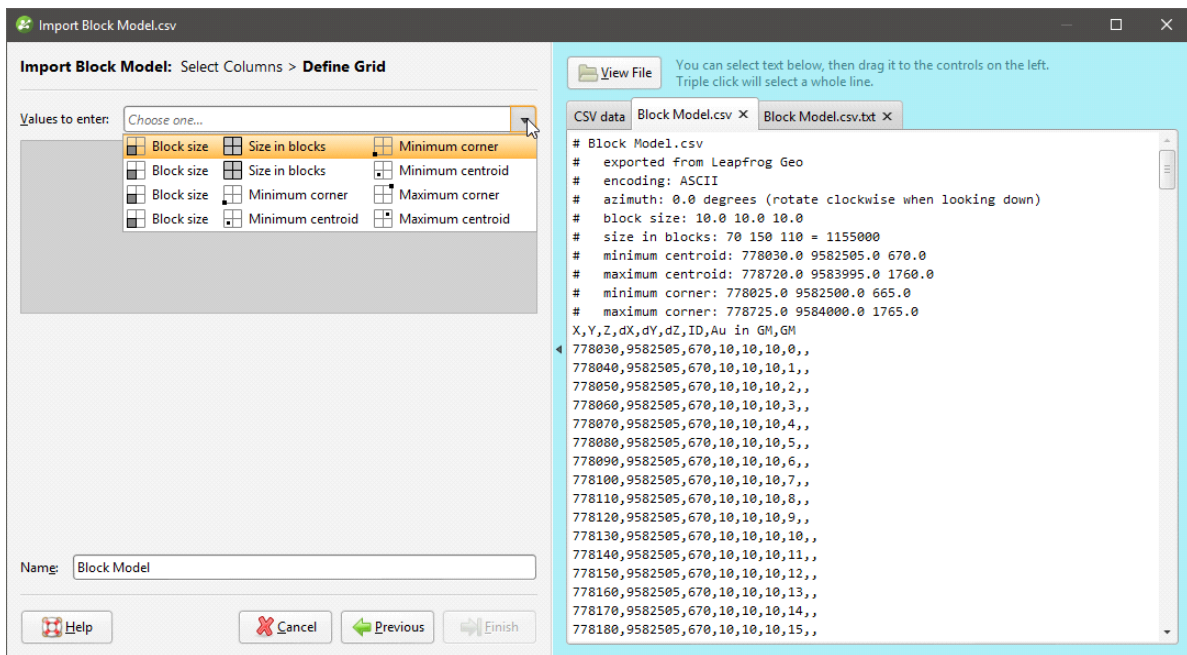 Import Block Model.csv
Import Block Model: Select Columns > Define Grid
Values to enter: Choose one...
Block size Size in blocks Minimum corner
Block size Size in blocks Minimum centroid
Block size Minimum corner Maximum corner
Block size Minimum centroid Maximum centroid
Name: Block Model
Help Cancel Previous Finish
View File
You can select text below, then drag it to the controls on the left.
Triple click will select a whole line.
CSV data Block Model.csv × Block Model.csv.txt ×
# Block Model.csv
#   exported from Leapfrog Geo
#   encoding: ASCII
#   azimuth: 0.0 degrees (rotate clockwise when looking down)
#   block size: 10.0 10.0 10.0
#   size in blocks: 70 150 110 = 1155000
#   minimum centroid: 778030.0 9582505.0 670.0
#   maximum centroid: 778720.0 9583995.0 1760.0
#   minimum corner: 778025.0 9582500.0 665.0
#   maximum corner: 778725.0 9584000.0 1765.0
X,Y,Z,dX,dY,dZ,ID,Au in GM,GM
778030,9582505,670,10,10,10,0,,
778040,9582505,670,10,10,10,1,,
778050,9582505,670,10,10,10,2,,
778060,9582505,670,10,10,10,3,,
778070,9582505,670,10,10,10,4,,
778080,9582505,670,10,10,10,5,,
778090,9582505,670,10,10,10,6,,
778100,9582505,670,10,10,10,7,,
778110,9582505,670,10,10,10,8,,
778120,9582505,670,10,10,10,9,,
778130,9582505,670,10,10,10,10,,
778140,9582505,670,10,10,10,11,,
778150,9582505,670,10,10,10,12,,
778160,9582505,670,10,10,10,13,,
778170,9582505,670,10,10,10,14,,
778180,9582505,670,10,10,10,15,,